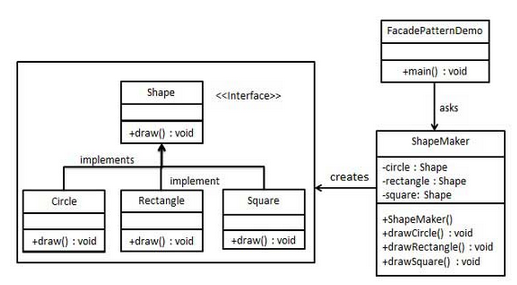 FacadePatternDemo
+main() : void
asks
Shape
<<Interface>>
+draw() : void
implements
implement
Circle
+draw() : void
Rectangle
+draw() : void
Square
+draw() : void
creates
ShapeMaker
-circle : Shape
-rectangle : Shape
-square: Shape
+ShapeMaker()
+drawCircle() : void
+drawRectangle() : void
+drawSquare() : void